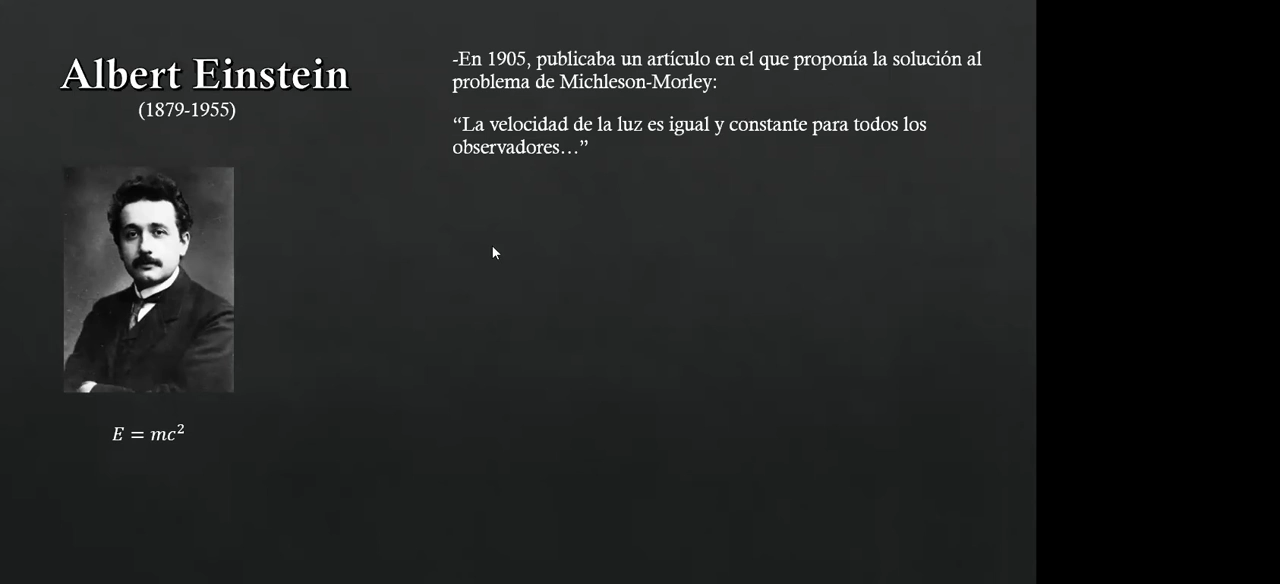 Albert Einstein
(1879-1955)
E = mc²
-En 1905, publicaba un artículo en el que proponía la solución al
problema de Michleson-Morley:
“La velocidad de la luz es igual y constante para todos los
observadores…”